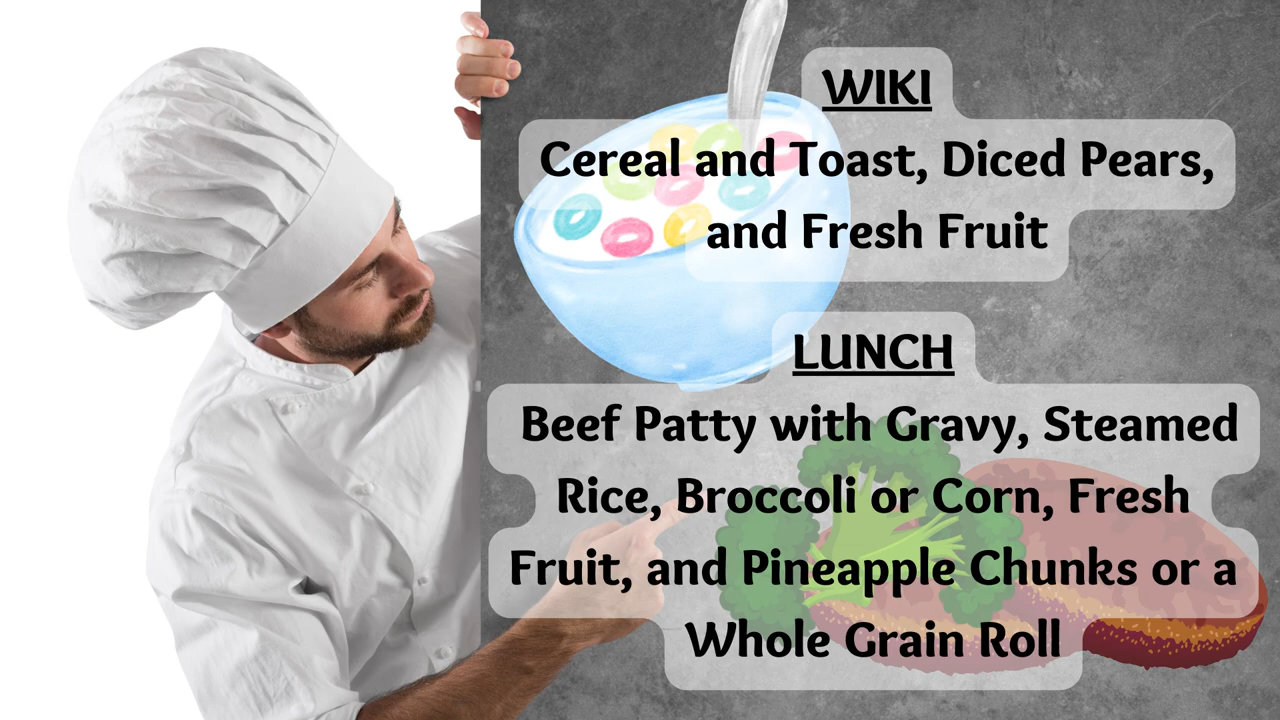 WIKI
Cereal and Toast, Diced Pears,
and Fresh Fruit
LUNCH
Beef Patty with Gravy, Steamed
Rice, Broccoli or Corn, Fresh
Fruit, and Pineapple Chunks or a
Whole Grain Roll